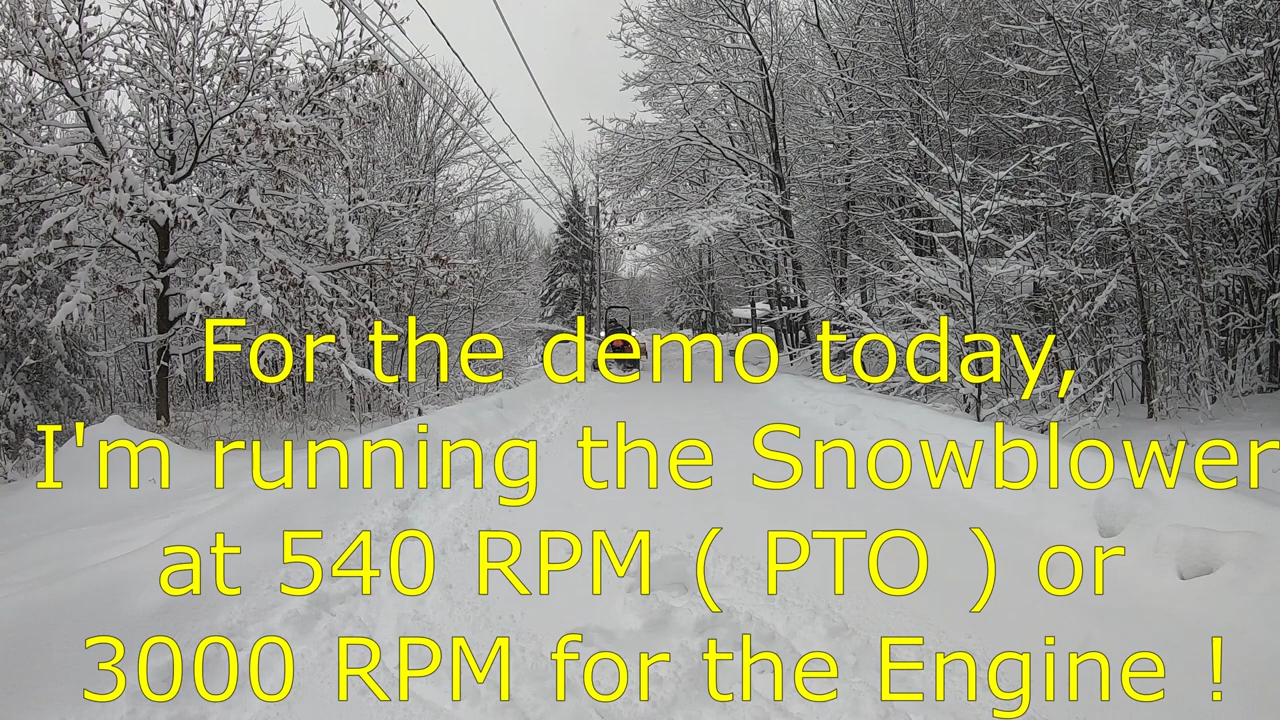 For the demo today,
I'm running the Snowblower
at 540 RPM ( PTO ) or
3000 RPM for the Engine !